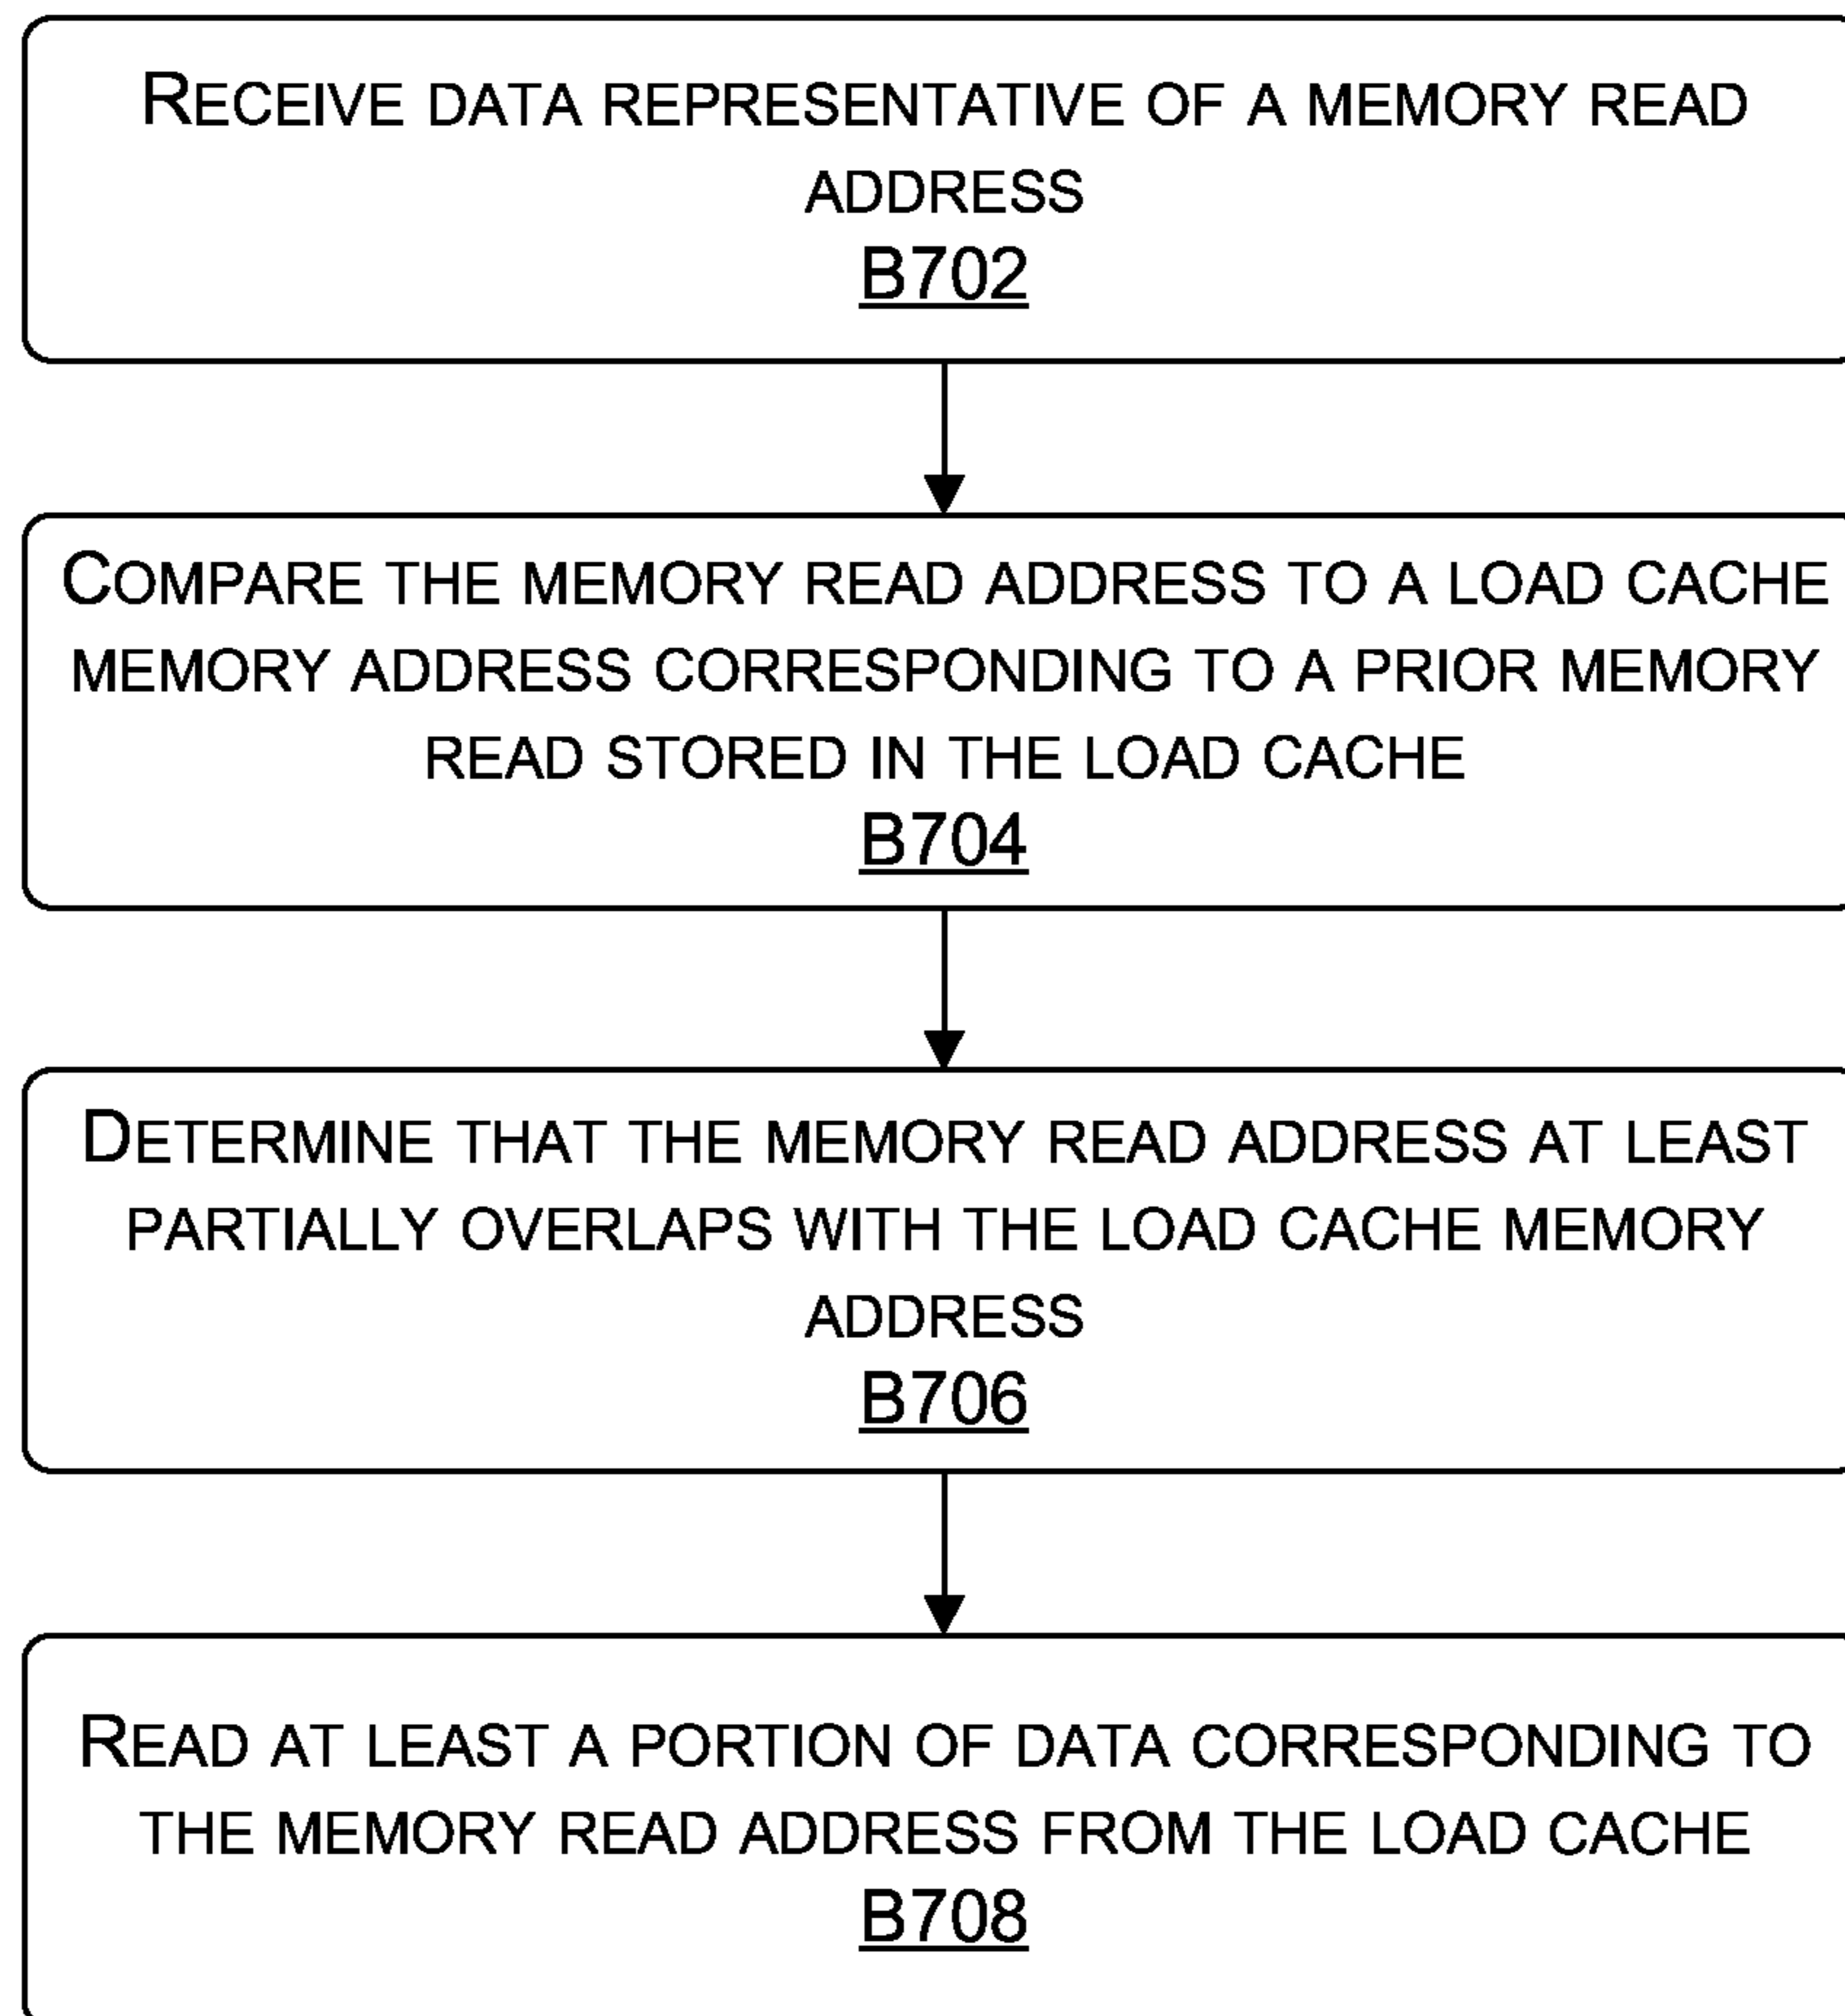 RECEIVE DATA REPRESENTATIVE OF A MEMORY READ
ADDRESS
B702
COMPARE THE MEMORY READ ADDRESS TO A LOAD CACHE
MEMORY ADDRESS CORRESPONDING TO A PRIOR MEMORY
READ STORED IN THE LOAD CACHE
B704
DETERMINE THAT THE MEMORY READ ADDRESS AT LEAST
PARTIALLY OVERLAPS WITH THE LOAD CACHE MEMORY
ADDRESS
B706
READ AT LEAST A PORTION OF DATA CORRESPONDING TO
THE MEMORY READ ADDRESS FROM THE LOAD CACHE
B708